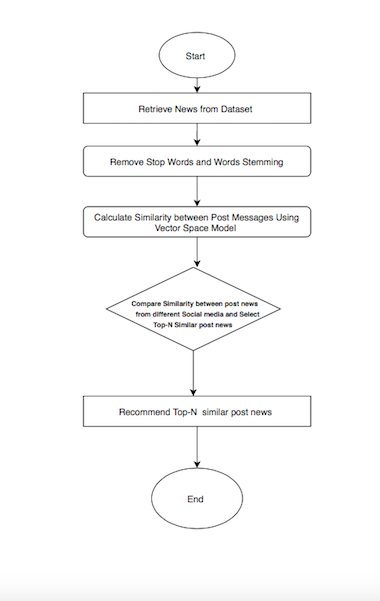 Start
Retrieve News from Dataset
Remove Stop Words and Words Stemming
Calculate Similarity between Post Messages Using
Vector Space Model
Compare Similarity between post news
from different Social media and Select
Top-N Similar post news
Recommend Top-N similar post news
End